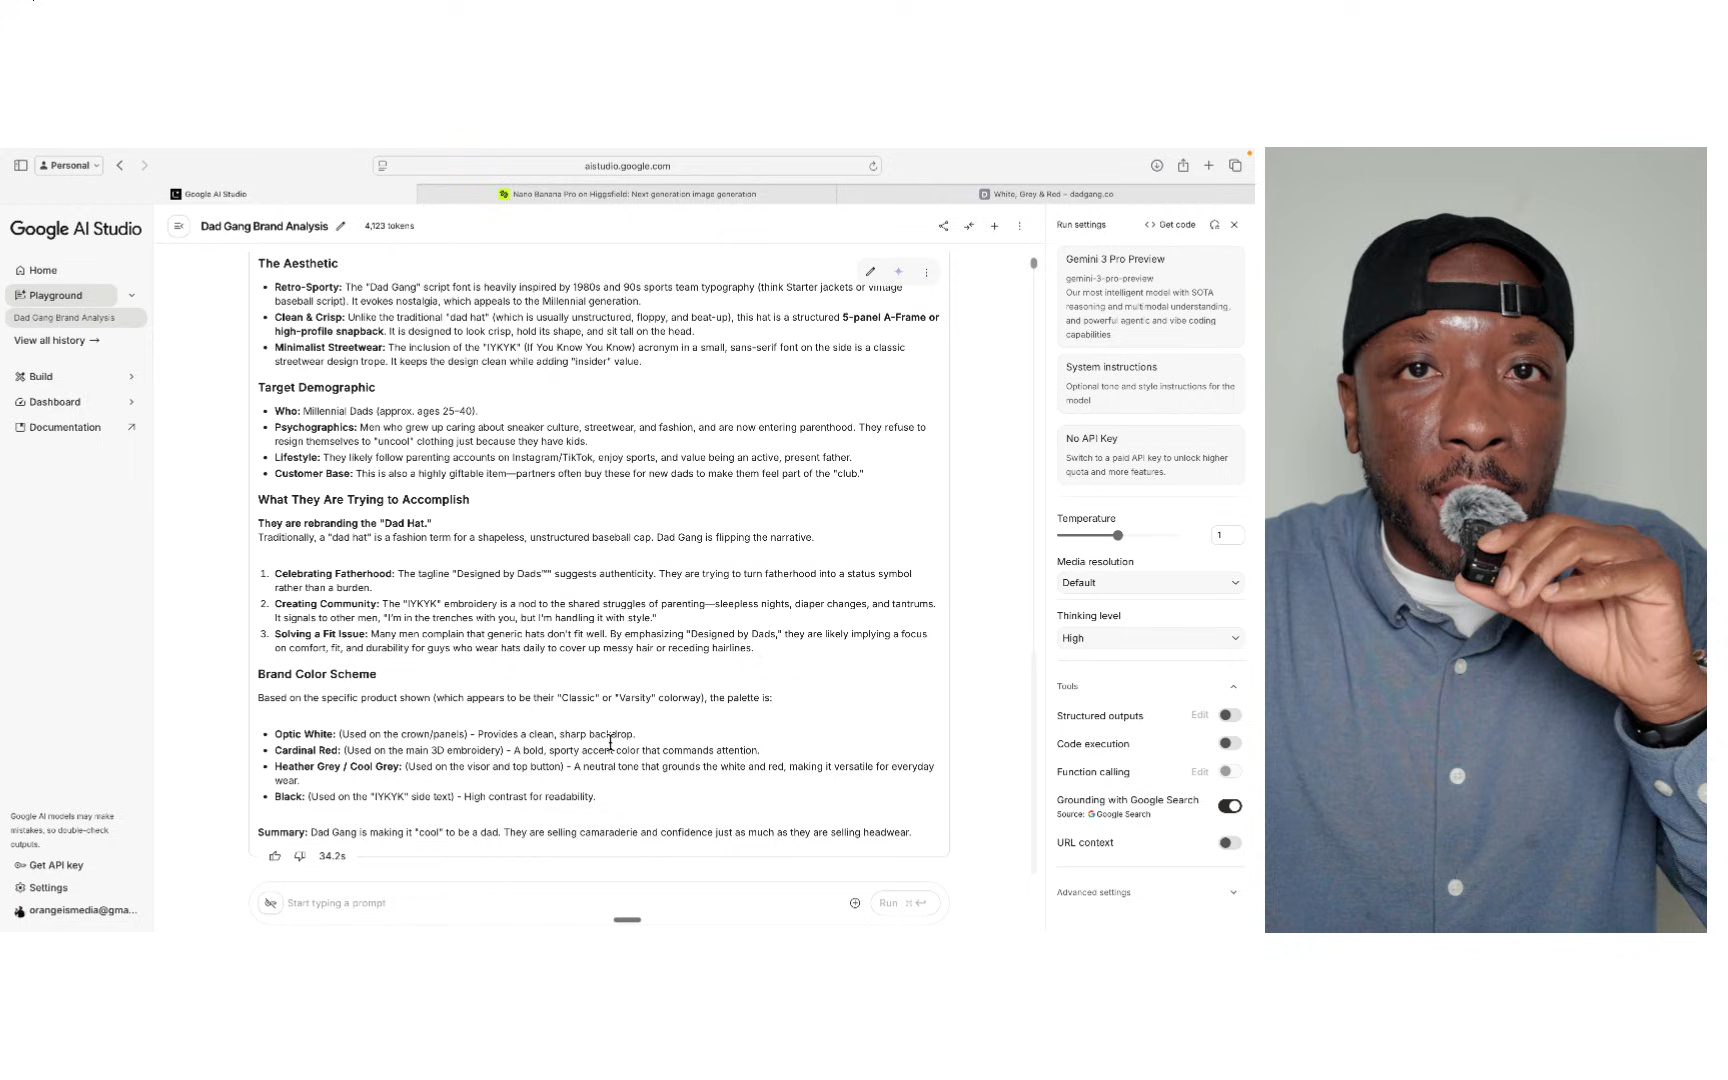 Personal
aistudio.google.com
Google AI Studio
Nano Banana Pro on Higgsfield: Next generation image generation
White, Grey & Red – dadgang.co
Google AI Studio
Home
Playground
Dad Gang Brand Analysis
View all history →
Build
Dashboard
Documentation
Google AI models may make
mistakes, so double-check
outputs.
Get API key
Settings
orangeismedia@gma...
Dad Gang Brand Analysis
4,123 tokens
The Aesthetic
• Retro-Sporty: The "Dad Gang" script font is heavily inspired by 1980s and 90s sports team typography (think Starter jackets or vintage
baseball script). It evokes nostalgia, which appeals to the Millennial generation.
• Clean & Crisp: Unlike the traditional "dad hat" (which is usually unstructured, floppy, and beat-up), this hat is a structured 5-panel A-Frame or
high-profile snapback. It is designed to look crisp, hold its shape, and sit tall on the head.
• Minimalist Streetwear: The inclusion of the "IYKYK" (If You Know You Know) acronym in a small, sans-serif font on the side is a classic
streetwear design trope. It keeps the design clean while adding "insider" value.
Target Demographic
• Who: Millennial Dads (approx. ages 25–40).
• Psychographics: Men who grew up caring about sneaker culture, streetwear, and fashion, and are now entering parenthood. They refuse to
resign themselves to "uncool" clothing just because they have kids.
• Lifestyle: They likely follow parenting accounts on Instagram/TikTok, enjoy sports, and value being an active, present father.
• Customer Base: This is also a highly giftable item—partners often buy these for new dads to make them feel part of the "club."
What They Are Trying to Accomplish
They are rebranding the "Dad Hat."
Traditionally, a "dad hat" is a fashion term for a shapeless, unstructured baseball cap. Dad Gang is flipping the narrative.
1. Celebrating Fatherhood: The tagline "Designed by Dads™" suggests authenticity. They are trying to turn fatherhood into a status symbol
rather than a burden.
2. Creating Community: The "IYKYK" embroidery is a nod to the shared struggles of parenting—sleepless nights, diaper changes, and tantrums.
It signals to other men, "I'm in the trenches with you, but I'm handling it with style."
3. Solving a Fit Issue: Many men complain that generic hats don't fit well. By emphasizing "Designed by Dads," they are likely implying a focus
on comfort, fit, and durability for guys who wear hats daily to cover up messy hair or receding hairlines.
Brand Color Scheme
Based on the specific product shown (which appears to be their "Classic" or "Varsity" colorway), the palette is:
• Optic White: (Used on the crown/panels) - Provides a clean, sharp backdrop.
• Cardinal Red: (Used on the main 3D embroidery) - A bold, sporty accent color that commands attention.
• Heather Grey / Cool Grey: (Used on the visor and top button) - A neutral tone that grounds the white and red, making it versatile for everyday
wear.
• Black: (Used on the "IYKYK" side text) - High contrast for readability.
Summary: Dad Gang is making it "cool" to be a dad. They are selling camaraderie and confidence just as much as they are selling headwear.
34.2s
Start typing a prompt
Run
Run settings
<> Get code
Gemini 3 Pro Preview
gemini-3-pro-preview
Our most intelligent model with SOTA
reasoning and multimodal understanding,
and powerful agentic and vibe coding
capabilities
System instructions
Optional tone and style instructions for the
model
No API Key
Switch to a paid API key to unlock higher
quota and more features.
Temperature
1
Media resolution
Default
Thinking level
High
Tools
Structured outputs Edit
Code execution
Function calling Edit
Grounding with Google Search
Source: Google Search
URL context
Advanced settings